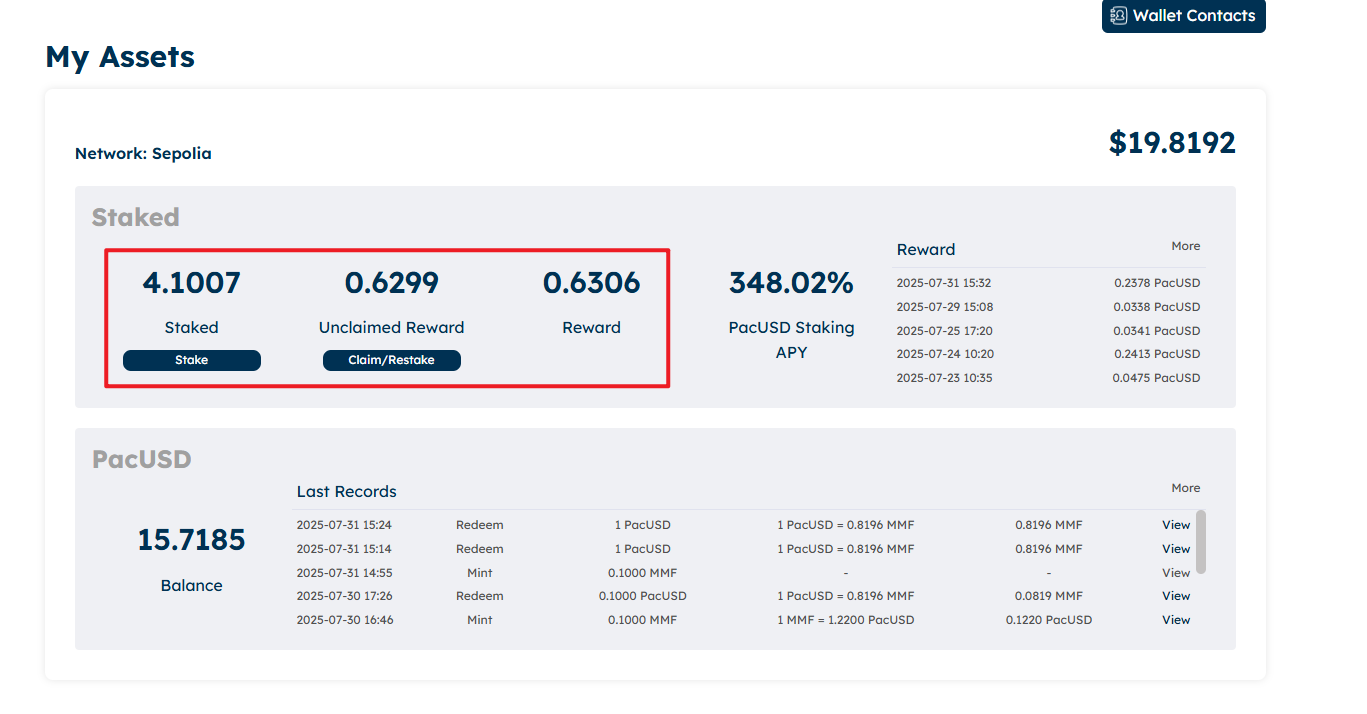 Wallet Contacts
My Assets
Network: Sepolia
$19.8192
Staked
4.1007
Staked
Stake
0.6299
Unclaimed Reward
Claim/Restake
0.6306
Reward
348.02%
PacUSD Staking
APY
Reward More
2025-07-31 15:32 0.2378 PacUSD
2025-07-29 15:08 0.0338 PacUSD
2025-07-25 17:20 0.0341 PacUSD
2025-07-24 10:20 0.2413 PacUSD
2025-07-23 10:35 0.0475 PacUSD
PacUSD
15.7185
Balance
Last Records More
2025-07-31 15:24 Redeem 1 PacUSD 1 PacUSD = 0.8196 MMF 0.8196 MMF View
2025-07-31 15:14 Redeem 1 PacUSD 1 PacUSD = 0.8196 MMF 0.8196 MMF View
2025-07-31 14:55 Mint 0.1000 MMF - - View
2025-07-30 17:26 Redeem 0.1000 PacUSD 1 PacUSD = 0.8196 MMF 0.0819 MMF View
2025-07-30 16:46 Mint 0.1000 MMF 1 MMF = 1.2200 PacUSD 0.1220 PacUSD View